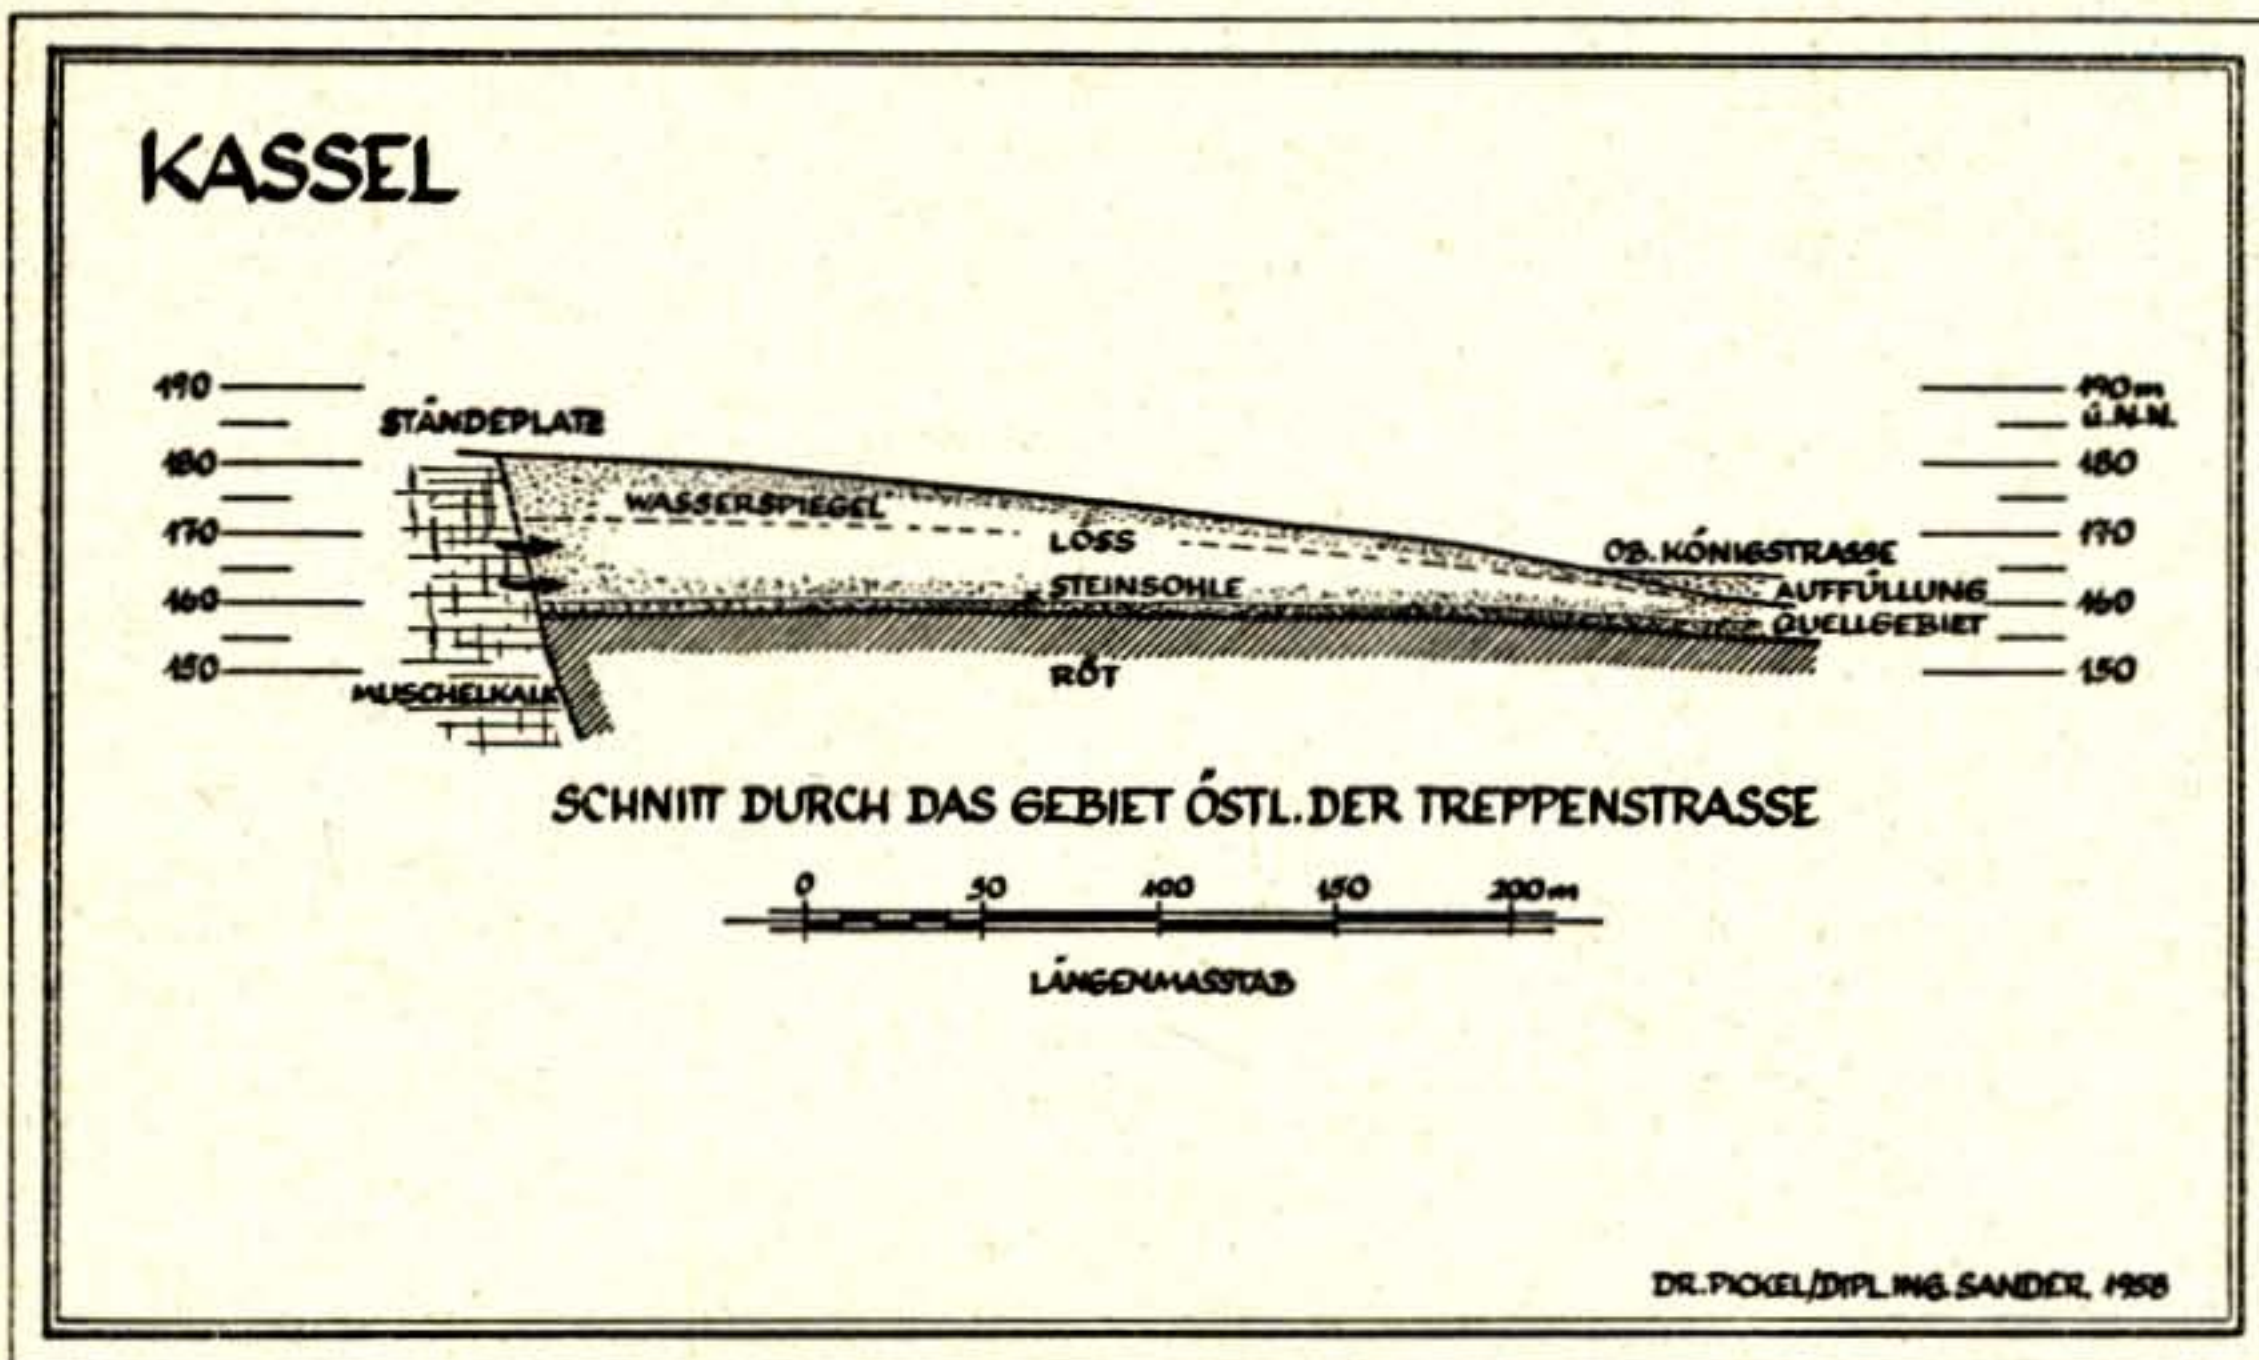 KASSEL
190
190 m
ü.N.N.
STÄNDEPLATZ
180
180
WASSERSPIEGEL
170
170
LÖSS
OB. KÖNIGSTRASSE
STEINSOHLE
AUFFÜLLUNG
160
160
QUELLGEBIET
150
150
RÖT
MUSCHELKALK
SCHNITT DURCH DAS GEBIET ÖSTL. DER TREPPENSTRASSE
0 50 100 150 200 m
LÄNGENMASSTAB
DR. PICKEL/DIPL. ING. SANDER, 1958